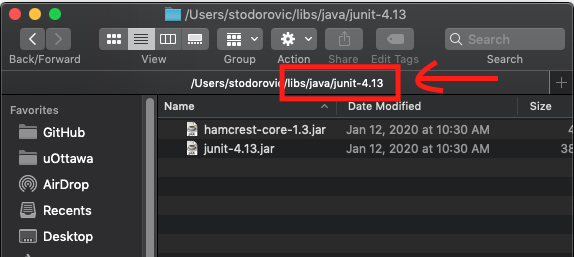 /Users/stodorovic/libs/java/junit-4.13
Back/Forward View Group Action Share Edit Tags Search
Search
/Users/stodorovic/libs/java/junit-4.13
Favorites
GitHub
uOttawa
AirDrop
Recents
Desktop
Name Date Modified Size
hamcrest-core-1.3.jar Jan 12, 2020 at 10:30 AM 4
junit-4.13.jar Jan 12, 2020 at 10:30 AM 38